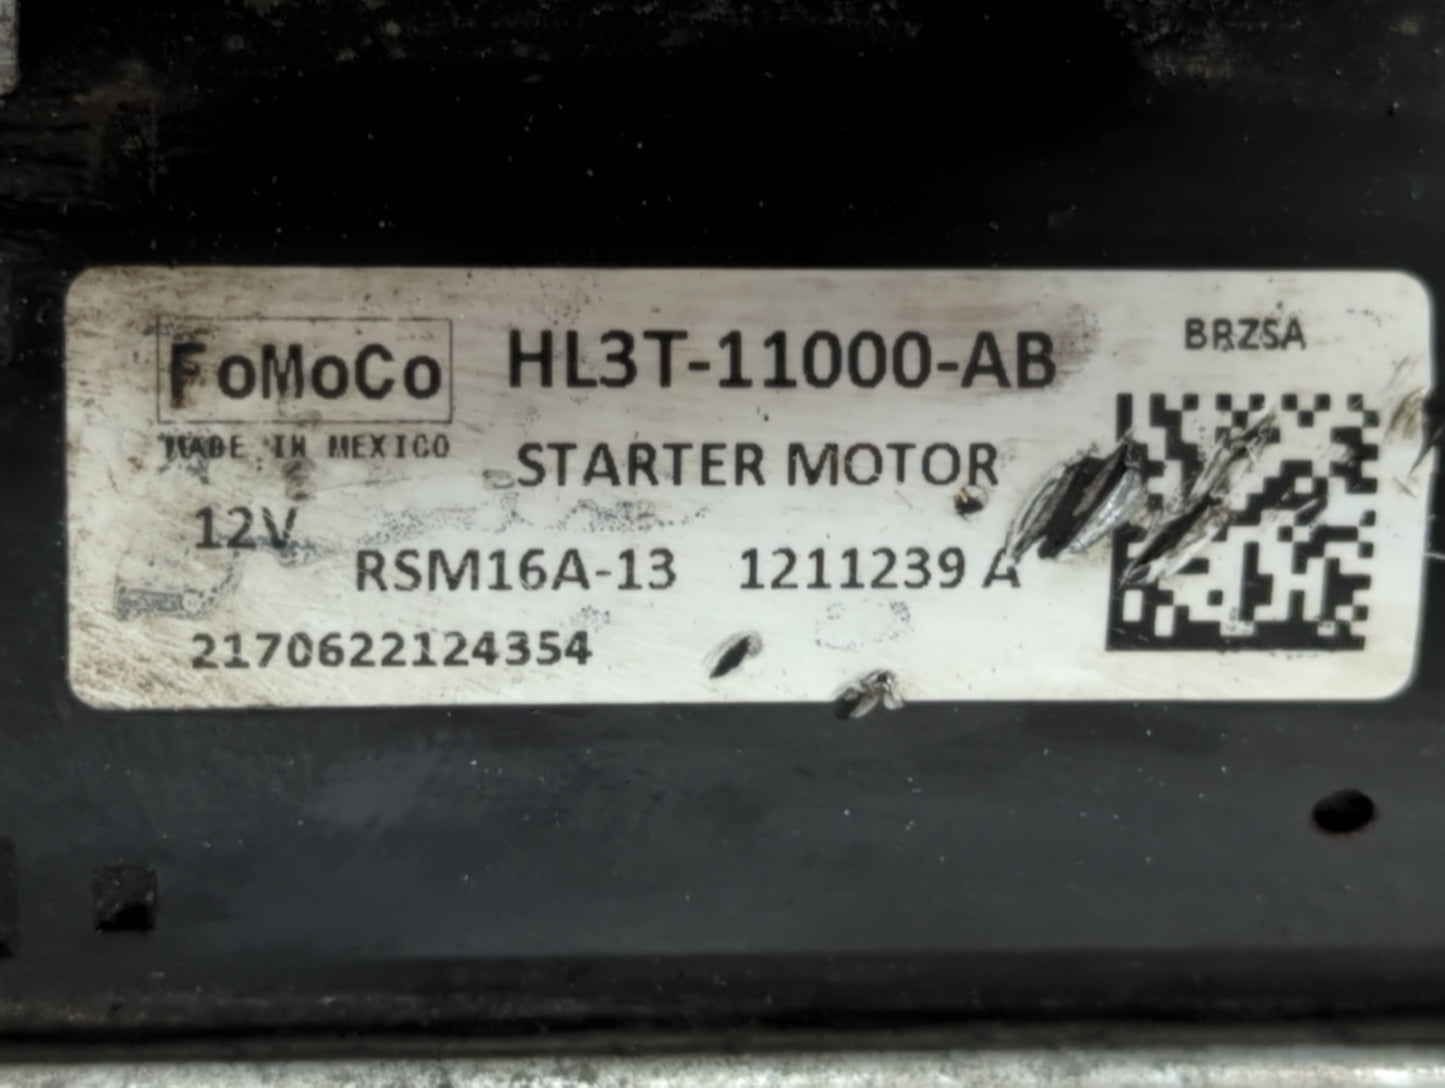 FoMoCo HL3T-11000-AB BRZSA
MADE IN MEXICO
STARTER MOTOR
12V
RSM16A-13 1211239 A
2170622124354